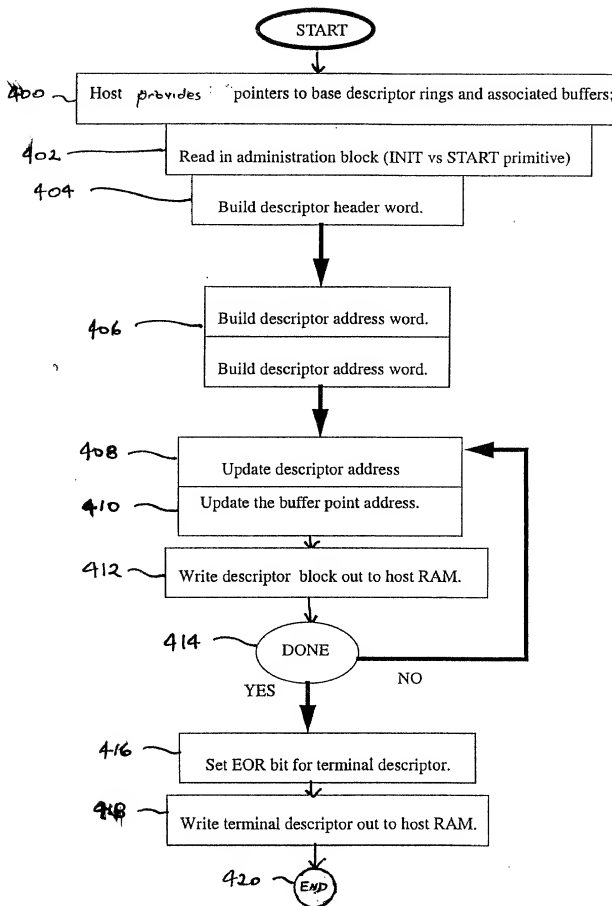 START
400 Host provides pointers to base descriptor rings and associated buffers;
402 Read in administration block (INIT vs START primitive)
404 Build descriptor header word.
406 Build descriptor address word.
Build descriptor address word.
408 Update descriptor address
410 Update the buffer point address.
412 Write descriptor block out to host RAM.
414 DONE
YES NO
416 Set EOR bit for terminal descriptor.
418 Write terminal descriptor out to host RAM.
420 END